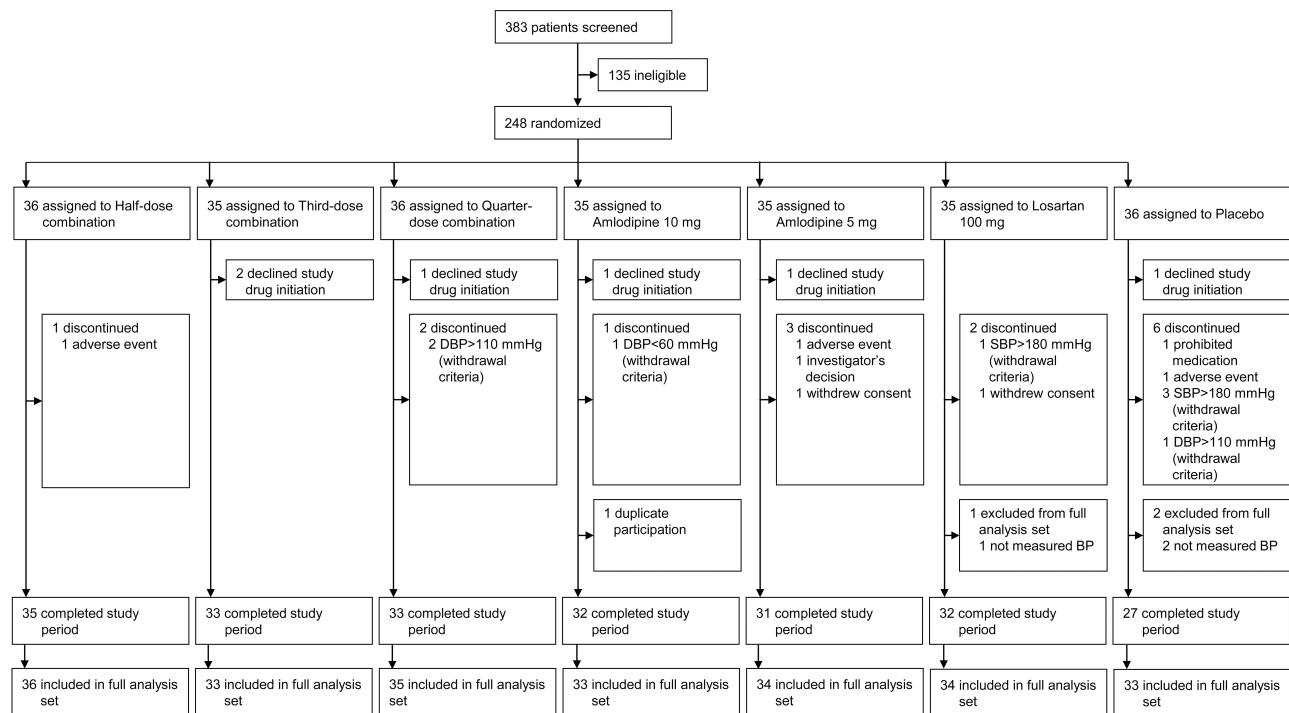 383 patients screened
135 ineligible
248 randomized
36 assigned to Half-dose
combination
35 assigned to Third-dose
combination
36 assigned to Quarter-
dose combination
35 assigned to
Amlodipine 10 mg
35 assigned to
Amlodipine 5 mg
35 assigned to Losartan
100 mg
36 assigned to Placebo
2 declined study
drug initiation
1 declined study
drug initiation
1 declined study
drug initiation
1 declined study
drug initiation
1 declined study
drug initiation
1 discontinued
1 adverse event
2 discontinued
2 DBP>110 mmHg
(withdrawal
criteria)
1 discontinued
1 DBP<60 mmHg
(withdrawal
criteria)
3 discontinued
1 adverse event
1 investigator's
decision
1 withdrew consent
2 discontinued
1 SBP>180 mmHg
(withdrawal
criteria)
1 withdrew consent
6 discontinued
1 prohibited
medication
1 adverse event
3 SBP>180 mmHg
(withdrawal
criteria)
1 DBP>110 mmHg
(withdrawal
criteria)
1 duplicate
participation
1 excluded from full
analysis set
1 not measured BP
2 excluded from full
analysis set
2 not measured BP
35 completed study
period
33 completed study
period
33 completed study
period
32 completed study
period
31 completed study
period
32 completed study
period
27 completed study
period
36 included in full analysis
set
33 included in full analysis
set
35 included in full analysis
set
33 included in full analysis
set
34 included in full analysis
set
34 included in full analysis
set
33 included in full analysis
set